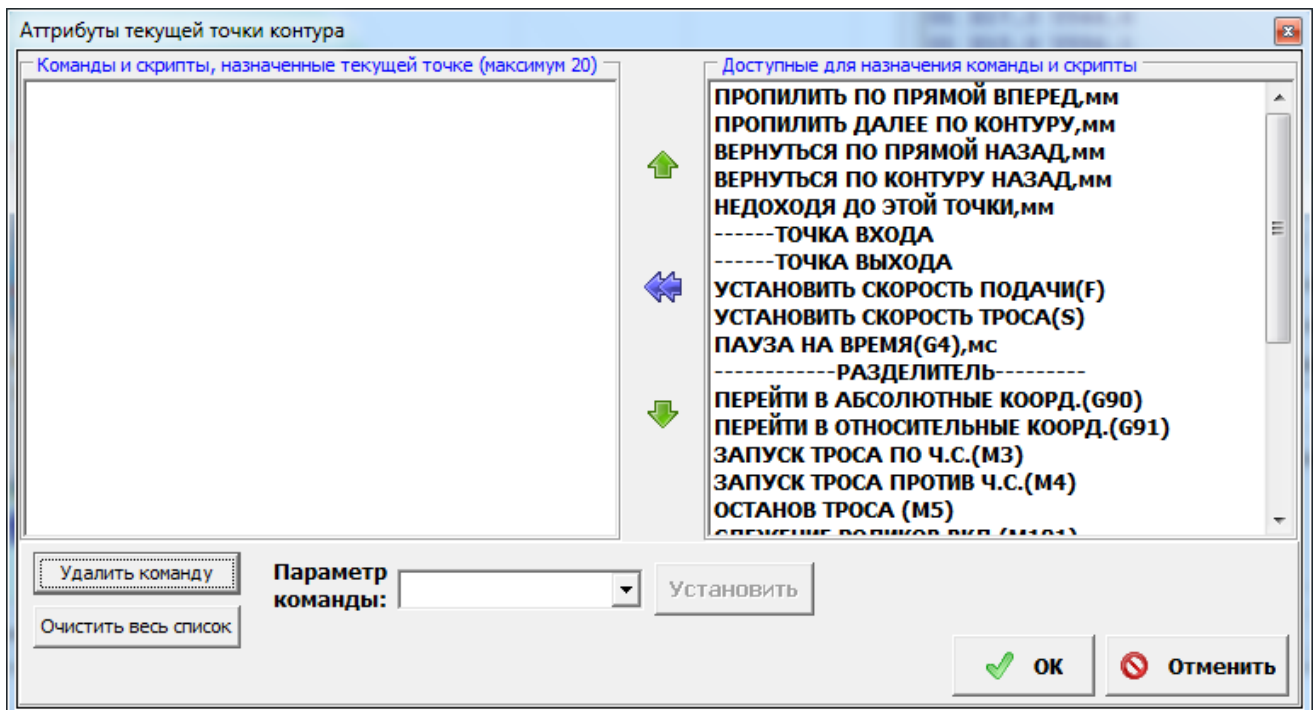 Аттрибуты текущей точки контура
Команды и скрипты, назначенные текущей точке (максимум 20)
Доступные для назначения команды и скрипты
ПРОПИЛИТЬ ПО ПРЯМОЙ ВПЕРЕД,мм
ПРОПИЛИТЬ ДАЛЕЕ ПО КОНТУРУ,мм
ВЕРНУТЬСЯ ПО ПРЯМОЙ НАЗАД,мм
ВЕРНУТЬСЯ ПО КОНТУРУ НАЗАД,мм
НЕДОХОДЯ ДО ЭТОЙ ТОЧКИ,мм
------ТОЧКА ВХОДА
------ТОЧКА ВЫХОДА
УСТАНОВИТЬ СКОРОСТЬ ПОДАЧИ(F)
УСТАНОВИТЬ СКОРОСТЬ ТРОСА(S)
ПАУЗА НА ВРЕМЯ(G4),мс
------------РАЗДЕЛИТЕЛЬ---------
ПЕРЕЙТИ В АБСОЛЮТНЫЕ КООРД.(G90)
ПЕРЕЙТИ В ОТНОСИТЕЛЬНЫЕ КООРД.(G91)
ЗАПУСК ТРОСА ПО Ч.С.(M3)
ЗАПУСК ТРОСА ПРОТИВ Ч.С.(M4)
ОСТАНОВ ТРОСА (M5)
Удалить команду
Очистить весь список
Параметр
команды:
Установить
ОК
Отменить